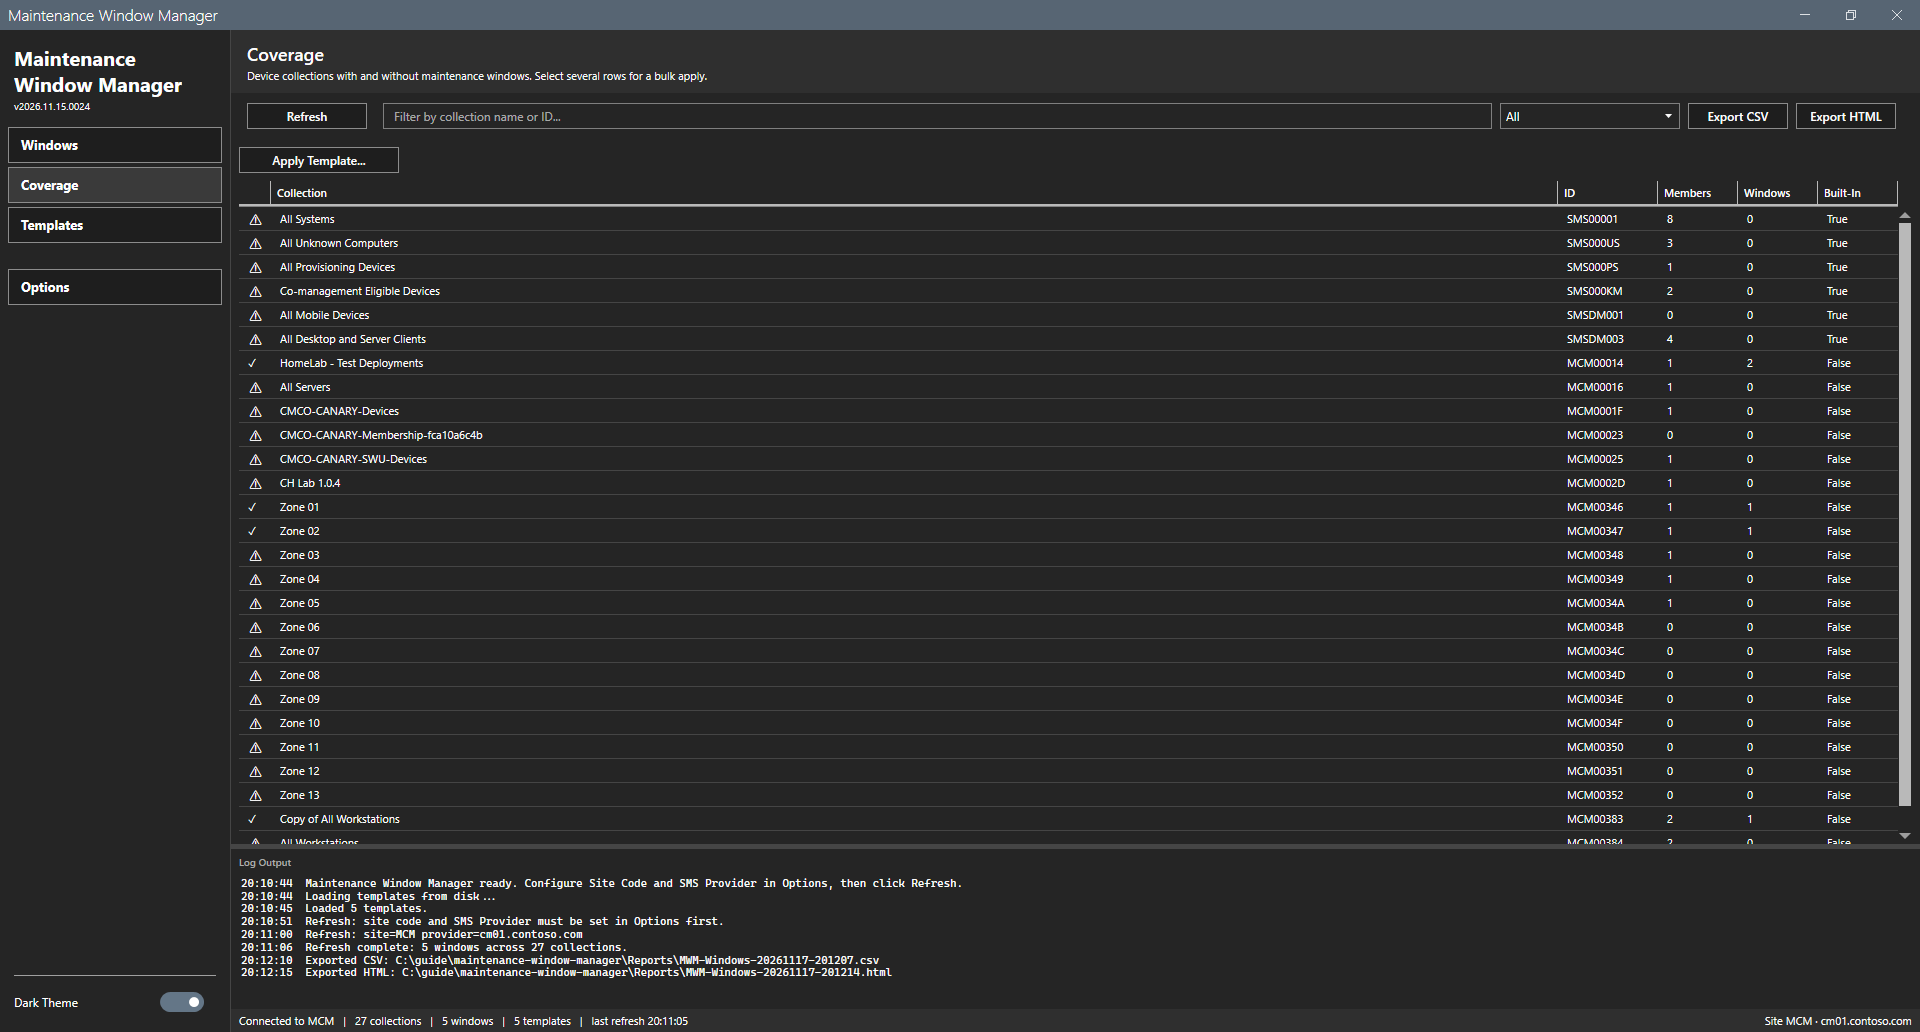 Maintenance Window Manager
Maintenance
Window Manager
v2026.11.15.0024
Windows
Coverage
Templates
Options
Dark Theme
Coverage
Device collections with and without maintenance windows. Select several rows for a bulk apply.
Refresh
Filter by collection name or ID...
All
Export CSV
Export HTML
Apply Template...
Collection ID Members Windows Built-In
All Systems SMS00001 8 0 True
All Unknown Computers SMS000US 3 0 True
All Provisioning Devices SMS000PS 1 0 True
Co-management Eligible Devices SMS000KM 2 0 True
All Mobile Devices SMSDM001 0 0 True
All Desktop and Server Clients SMSDM003 4 0 True
HomeLab - Test Deployments MCM00014 1 2 False
All Servers MCM00016 1 0 False
CMCO-CANARY-Devices MCM0001F 1 0 False
CMCO-CANARY-Membership-fca10a6c4b MCM00023 0 0 False
CMCO-CANARY-SWU-Devices MCM00025 1 0 False
CH Lab 1.0.4 MCM0002D 1 0 False
Zone 01 MCM00346 1 1 False
Zone 02 MCM00347 1 1 False
Zone 03 MCM00348 1 0 False
Zone 04 MCM00349 1 0 False
Zone 05 MCM0034A 1 0 False
Zone 06 MCM0034B 0 0 False
Zone 07 MCM0034C 0 0 False
Zone 08 MCM0034D 0 0 False
Zone 09 MCM0034E 0 0 False
Zone 10 MCM0034F 0 0 False
Zone 11 MCM00350 0 0 False
Zone 12 MCM00351 0 0 False
Zone 13 MCM00352 0 0 False
Copy of All Workstations MCM00383 2 1 False
All Workstations MCM00384 2 0 False
Log Output
20:10:44 Maintenance Window Manager ready. Configure Site Code and SMS Provider in Options, then click Refresh.
20:10:44 Loading templates from disk...
20:10:45 Loaded 5 templates.
20:10:51 Refresh: site code and SMS Provider must be set in Options first.
20:11:00 Refresh: site=MCM provider=cm01.contoso.com
20:11:06 Refresh complete: 5 windows across 27 collections.
20:12:10 Exported CSV: C:\guide\maintenance-window-manager\Reports\MWM-Windows-20261117-201207.csv
20:12:15 Exported HTML: C:\guide\maintenance-window-manager\Reports\MWM-Windows-20261117-201214.html
Connected to MCM | 27 collections | 5 windows | 5 templates | last refresh 20:11:05
Site MCM · cm01.contoso.com